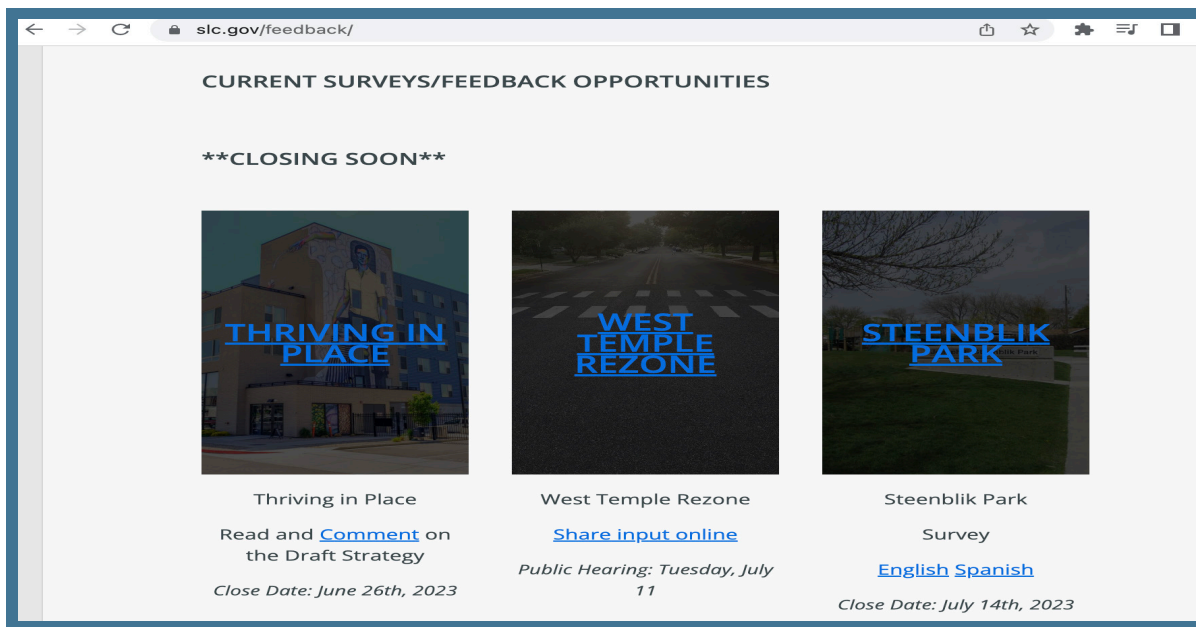 slc.gov/feedback/
CURRENT SURVEYS/FEEDBACK OPPORTUNITIES
**CLOSING SOON**
THRIVING IN
PLACE
WEST
TEMPLE
REZONE
STEENBLIK
PARK
Thriving in Place
Read and Comment on
the Draft Strategy
Close Date: June 26th, 2023
West Temple Rezone
Share input online
Public Hearing: Tuesday, July
11
Steenblik Park
Survey
English Spanish
Close Date: July 14th, 2023